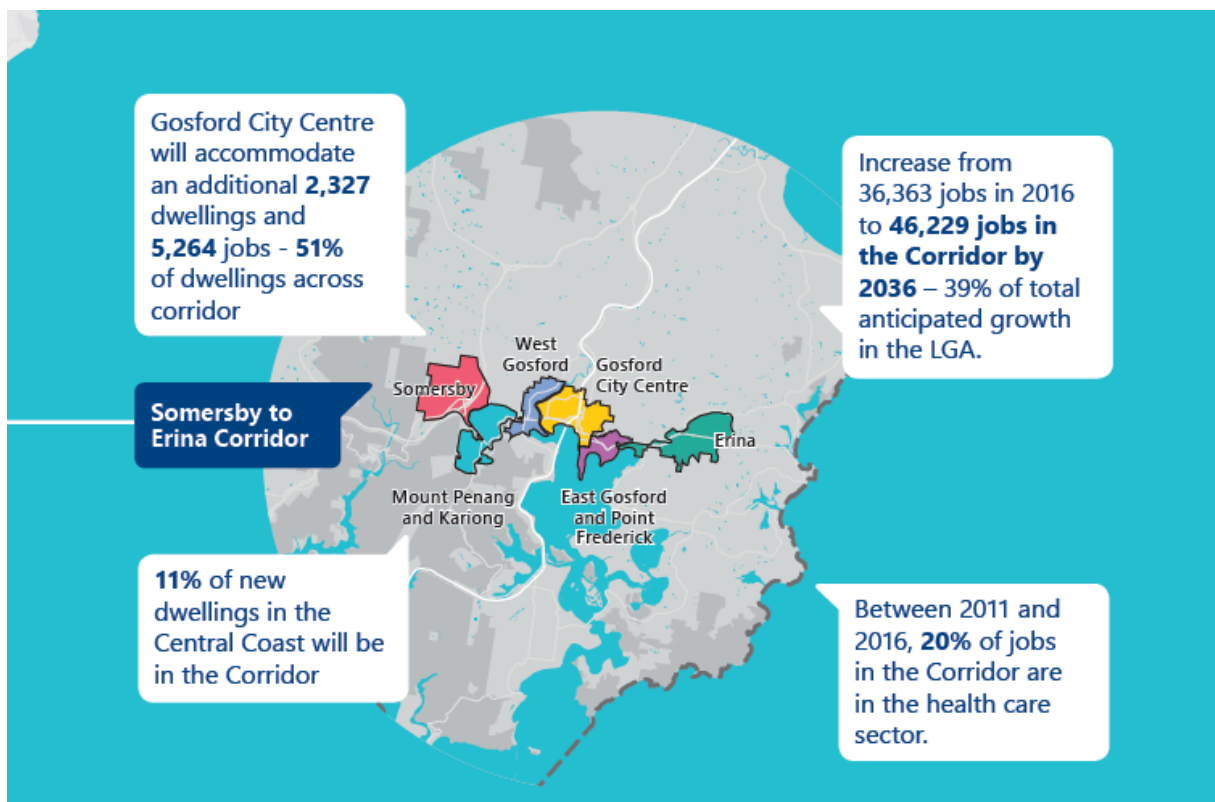 Gosford City Centre
will accommodate
an additional 2,327
dwellings and
5,264 jobs - 51%
of dwellings across
corridor
Increase from
36,363 jobs in 2016
to 46,229 jobs in
the Corridor by
2036 – 39% of total
anticipated growth
in the LGA.
West
Gosford
Gosford
City Centre
Somersby
Somersby to
Erina Corridor
Erina
Mount Penang
and Kariong
East Gosford
and Point
Frederick
11% of new
dwellings in the
Central Coast will be
in the Corridor
Between 2011 and
2016, 20% of jobs
in the Corridor are
in the health care
sector.